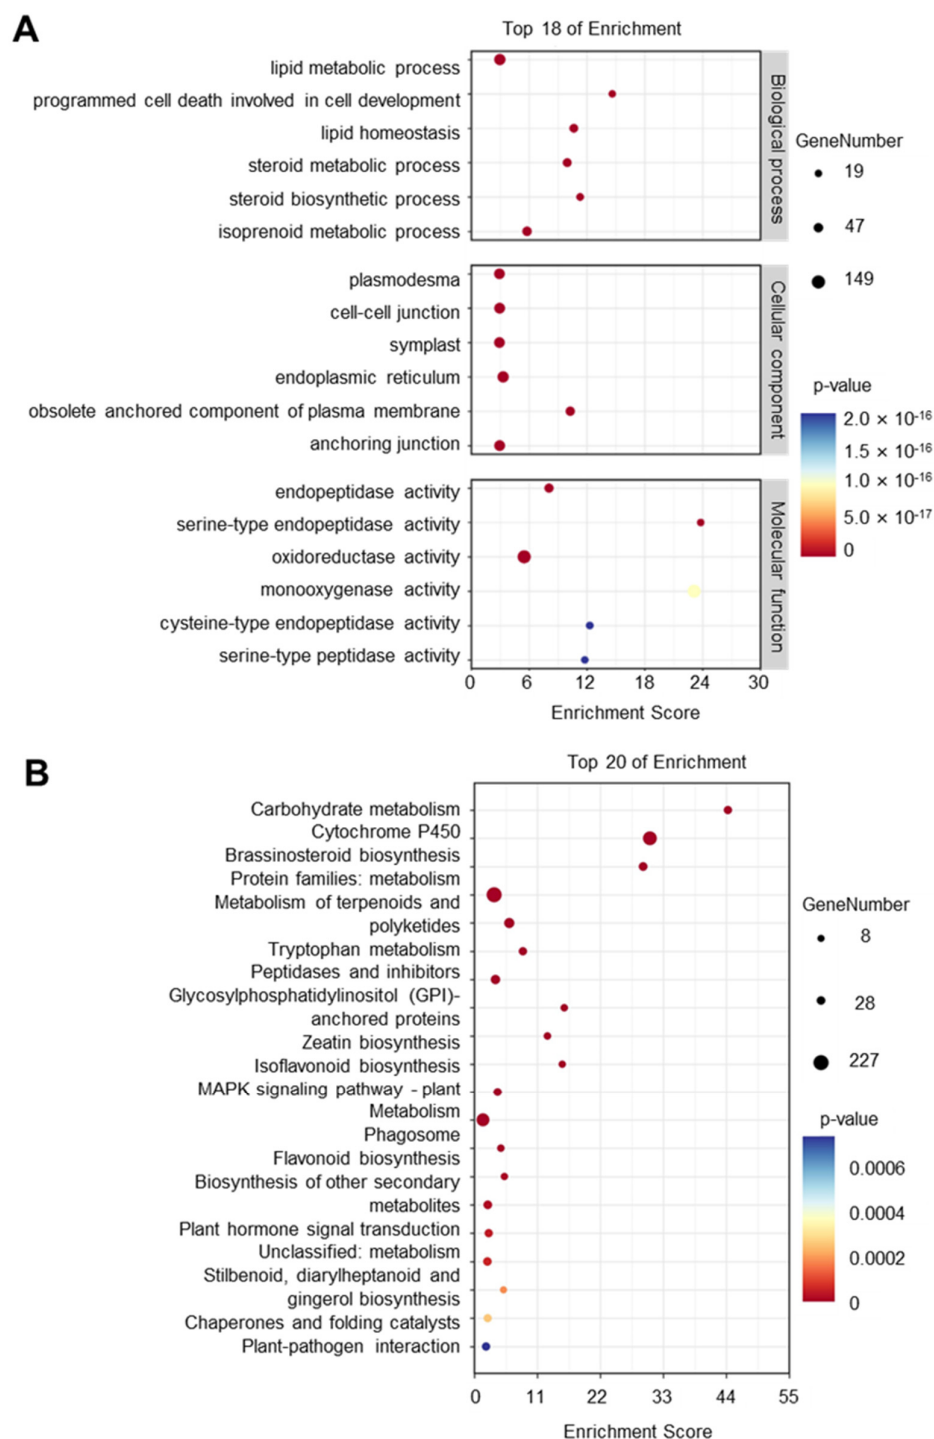 A
Top 18 of Enrichment
lipid metabolic process
programmed cell death involved in cell development
lipid homeostasis
steroid metabolic process
steroid biosynthetic process
isoprenoid metabolic process
Biological process
plasmodesma
cell-cell junction
symplast
endoplasmic reticulum
obsolete anchored component of plasma membrane
anchoring junction
Cellular component
endopeptidase activity
serine-type endopeptidase activity
oxidoreductase activity
monooxygenase activity
cysteine-type endopeptidase activity
serine-type peptidase activity
Molecular function
0 6 12 18 24 30
Enrichment Score
GeneNumber
19
47
149
p-value
2.0 × 10⁻¹⁶
1.5 × 10⁻¹⁶
1.0 × 10⁻¹⁶
5.0 × 10⁻¹⁷
0
B
Top 20 of Enrichment
Carbohydrate metabolism
Cytochrome P450
Brassinosteroid biosynthesis
Protein families: metabolism
Metabolism of terpenoids and
polyketides
Tryptophan metabolism
Peptidases and inhibitors
Glycosylphosphatidylinositol (GPI)-
anchored proteins
Zeatin biosynthesis
Isoflavonoid biosynthesis
MAPK signaling pathway - plant
Metabolism
Phagosome
Flavonoid biosynthesis
Biosynthesis of other secondary
metabolites
Plant hormone signal transduction
Unclassified: metabolism
Stilbenoid, diarylheptanoid and
gingerol biosynthesis
Chaperones and folding catalysts
Plant-pathogen interaction
0 11 22 33 44 55
Enrichment Score
GeneNumber
8
28
227
p-value
0.0006
0.0004
0.0002
0